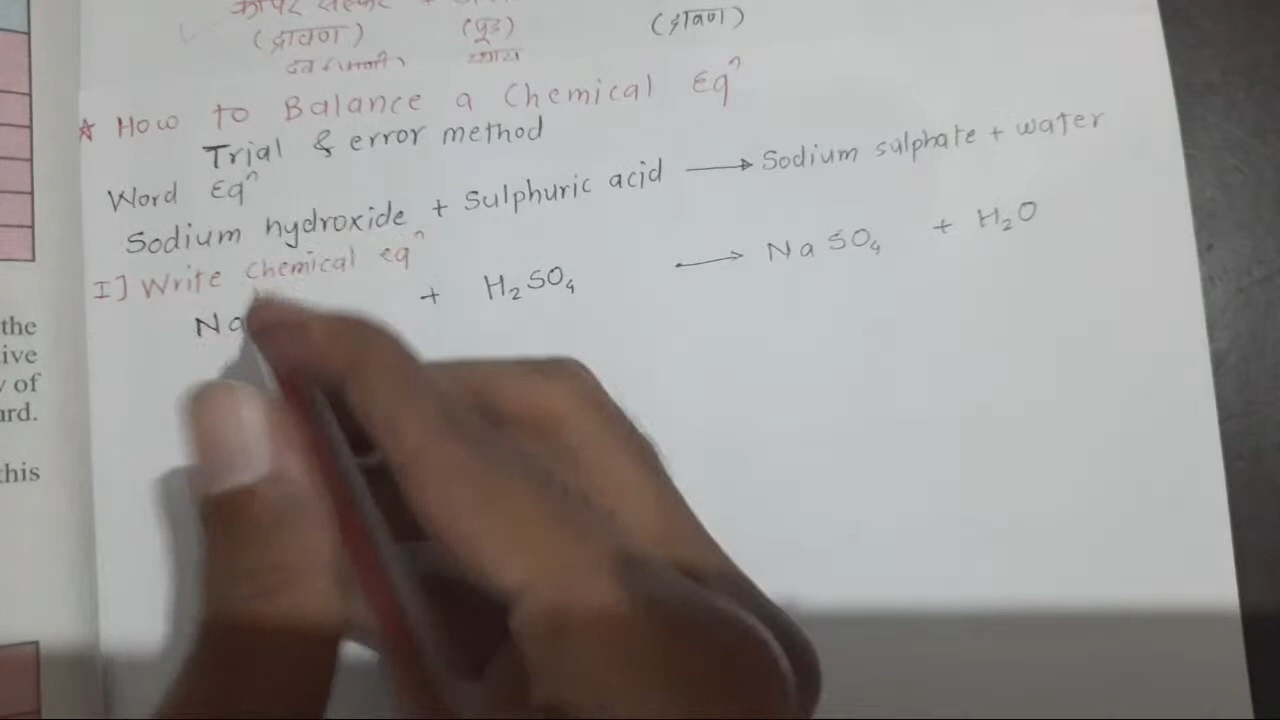 (द्रावण) (पूड) (द्रावण)
★ How to Balance a Chemical Eqⁿ
Trial & error method
Word Eqⁿ
Sodium hydroxide + Sulphuric acid ⟶ Sodium sulphate + water
I] Write chemical eqⁿ
Na + H₂SO₄ ⟶ NaSO₄ + H₂O
the
ive
of
ard.
this